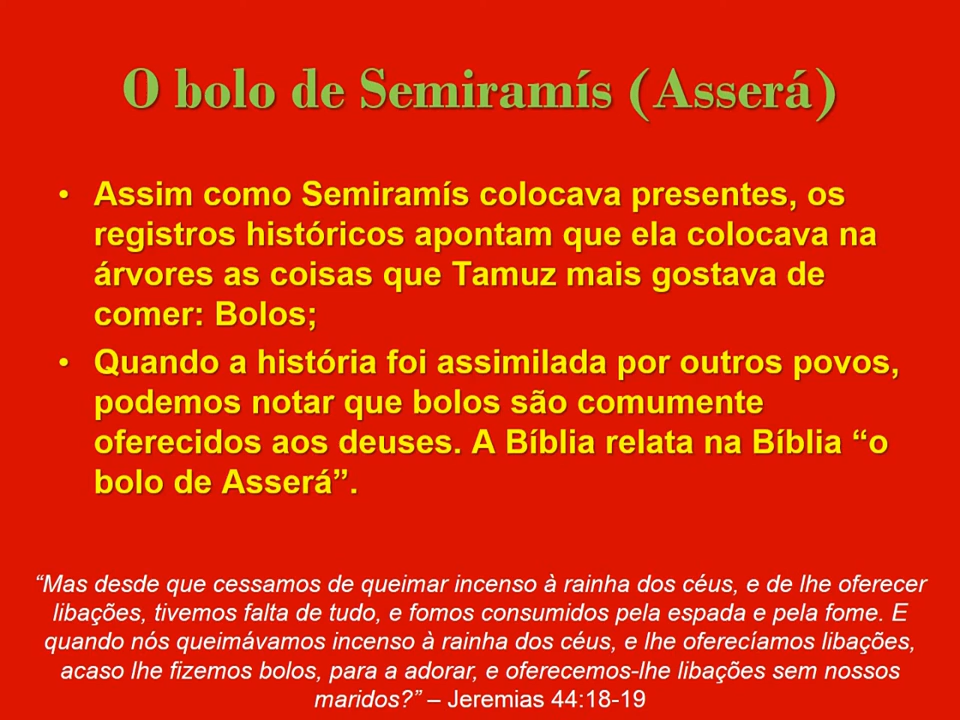 O bolo de Semiramís (Asserá)
• Assim como Semiramís colocava presentes, os
registros históricos apontam que ela colocava na
árvores as coisas que Tamuz mais gostava de
comer: Bolos;
• Quando a história foi assimilada por outros povos,
podemos notar que bolos são comumente
oferecidos aos deuses. A Bíblia relata na Bíblia “o
bolo de Asserá”.
“Mas desde que cessamos de queimar incenso à rainha dos céus, e de lhe oferecer
libações, tivemos falta de tudo, e fomos consumidos pela espada e pela fome. E
quando nós queimávamos incenso à rainha dos céus, e lhe oferecíamos libações,
acaso lhe fizemos bolos, para a adorar, e oferecemos-lhe libações sem nossos
maridos?” – Jeremias 44:18-19